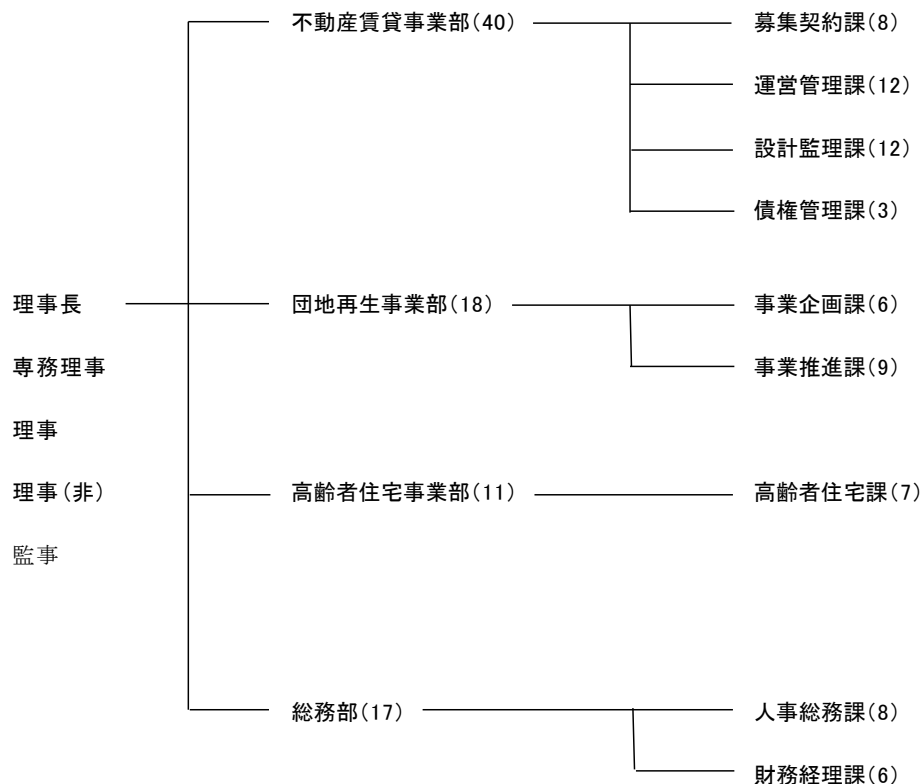 不動産賃貸事業部(40)
募集契約課(8)
運営管理課(12)
設計監理課(12)
債権管理課(3)
理事長
団地再生事業部(18)
事業企画課(6)
専務理事
事業推進課(9)
理事
理事(非)
高齢者住宅事業部(11)
高齢者住宅課(7)
監事
総務部(17)
人事総務課(8)
財務経理課(6)